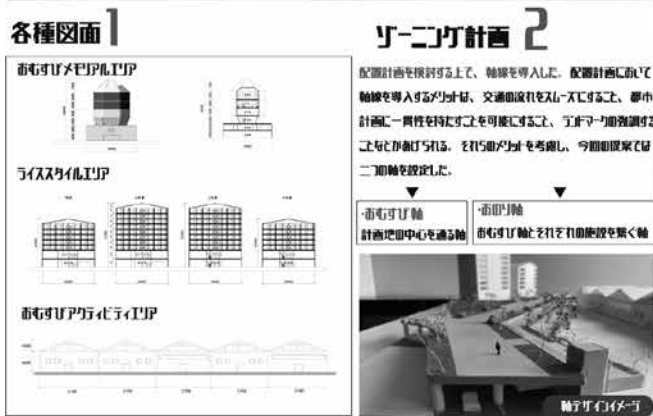 各種図面 1
おむすびメモリアルエリア
ライススタイルエリア
おむすびアクティビティエリア
ゾーニング計画 2
配置計画を検討する上で、軸線を導入した。配置計画において
軸線を導入するメリットは、交通の流れをスムーズにすること、都市
計画に一貫性を持たすことを可能にすること、ランドマークの強調する
ことなどがあげられる。それらのメリットを考慮し、今回の提案では
二つの軸を設定した。
・おむすび軸
計画地の中心を通る軸
・おのり軸
おむすび軸とそれぞれの施設を繋ぐ軸
軸デザインイメージ